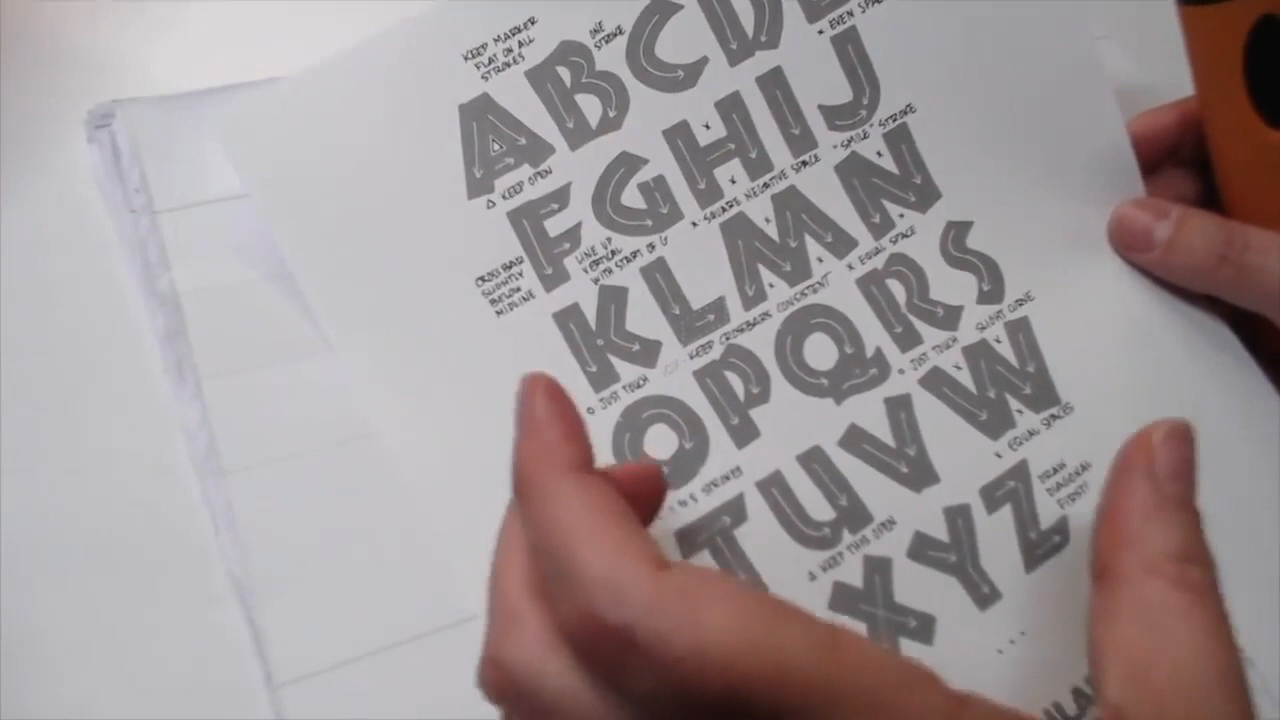 KEEP MARKER
FLAT ON ALL
STROKES
ONE
STROKE
ABCDE
x EVEN SPAC
Δ KEEP OPEN
FGHIJ
CROSSBAR
SLIGHTLY
BELOW
MIDLINE
LINE UP
VERTICAL
WITH START OF G
x - SQUARE NEGATIVE SPACE
"SMILE" STROKE
KLMN
o JUST TOUCH
KEEP CROSSBARS CONSISTENT
x EQUAL SPACE
OPQRS
STROKES
o JUST TOUCH
SLIGHT CURVE
TUVW
Δ KEEP THIS OPEN
x EQUAL SPACES
XYZ
DRAW
DIAGONAL
FIRST!
...